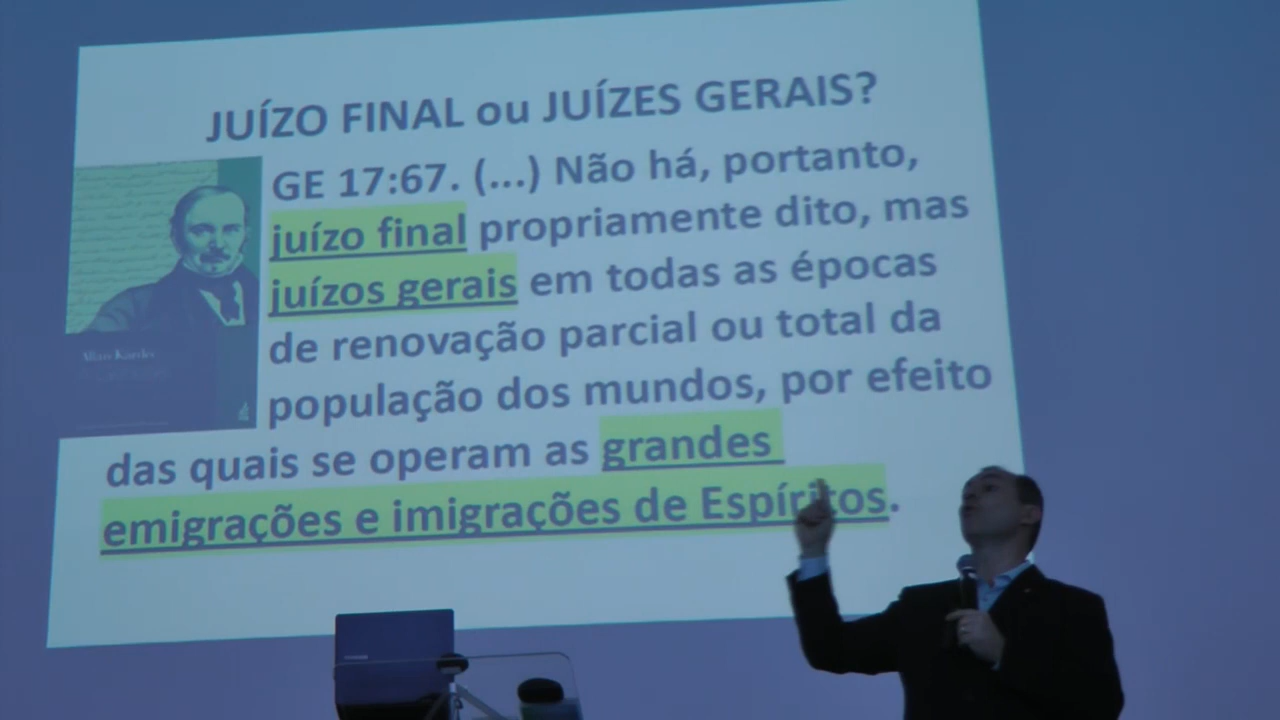 JUÍZO FINAL ou JUÍZES GERAIS?
GE 17:67. (...) Não há, portanto,
juízo final propriamente dito, mas
juízos gerais em todas as épocas
de renovação parcial ou total da
população dos mundos, por efeito
das quais se operam as grandes
emigrações e imigrações de Espíritos.
Allan Kardec